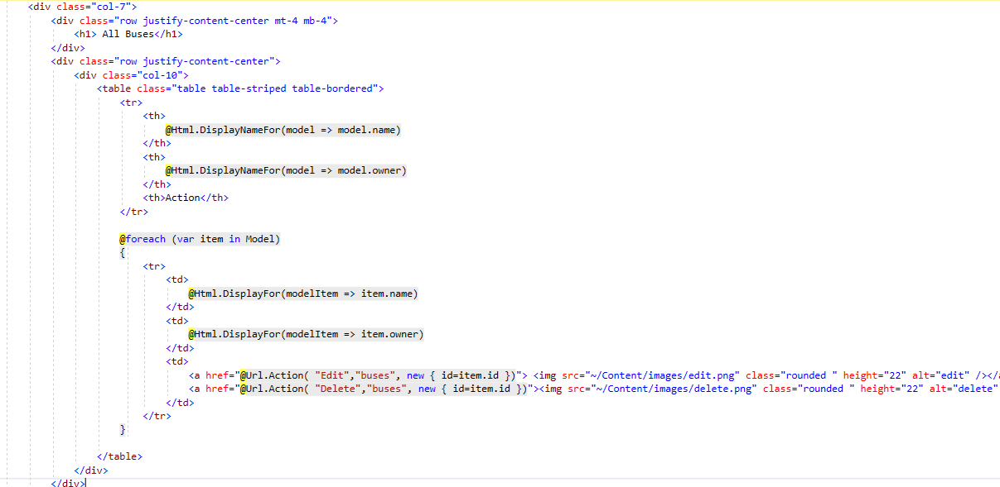 <div class="col-7">
<div class="row justify-content-center mt-4 mb-4">
<h1> All Buses</h1>
</div>
<div class="row justify-content-center">
<div class="col-10">
<table class="table table-striped table-bordered">
<tr>
<th>
@Html.DisplayNameFor(model => model.name)
</th>
<th>
@Html.DisplayNameFor(model => model.owner)
</th>
<th>Action</th>
</tr>
@foreach (var item in Model)
{
<tr>
<td>
@Html.DisplayFor(modelItem => item.name)
</td>
<td>
@Html.DisplayFor(modelItem => item.owner)
</td>
<td>
<a href="@Url.Action( "Edit","buses", new { id=item.id })"> <img src="~/Content/images/edit.png" class="rounded " height="22" alt="edit" /></a
<a href="@Url.Action( "Delete","buses", new { id=item.id })"><img src="~/Content/images/delete.png" class="rounded " height="22" alt="delete"
</td>
</tr>
}
</table>
</div>
</div>